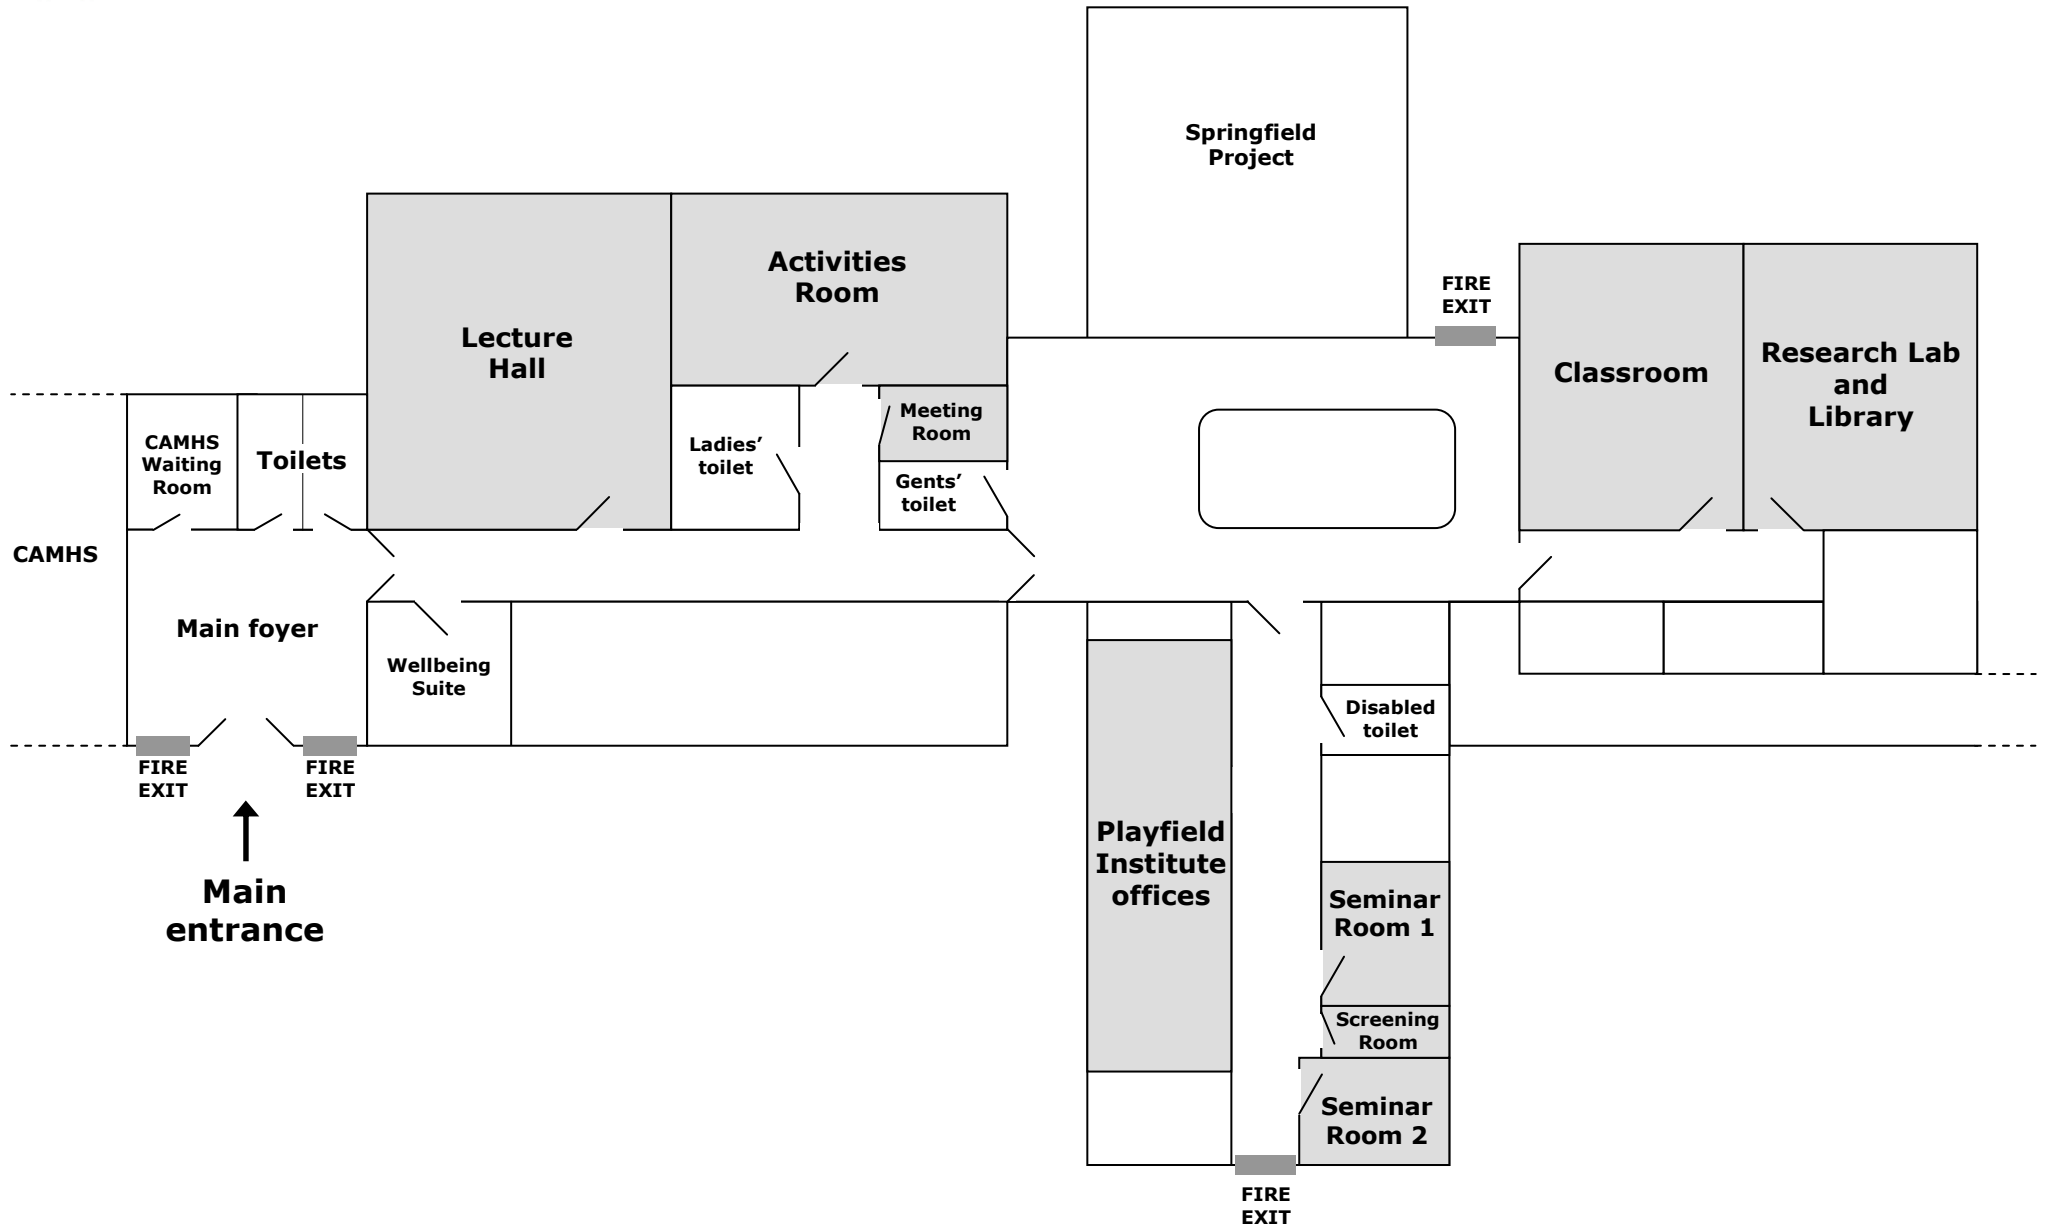 Springfield
Project
Activities
Room
FIRE
EXIT
Lecture
Hall
Classroom
Research Lab
and
Library
Meeting
Room
CAMHS
Waiting
Room
Toilets
Ladies’
toilet
Gents’
toilet
CAMHS
Main foyer
Wellbeing
Suite
Disabled
toilet
FIRE
EXIT
FIRE
EXIT
Main
entrance
Playfield
Institute
offices
Seminar
Room 1
Screening
Room
Seminar
Room 2
FIRE
EXIT